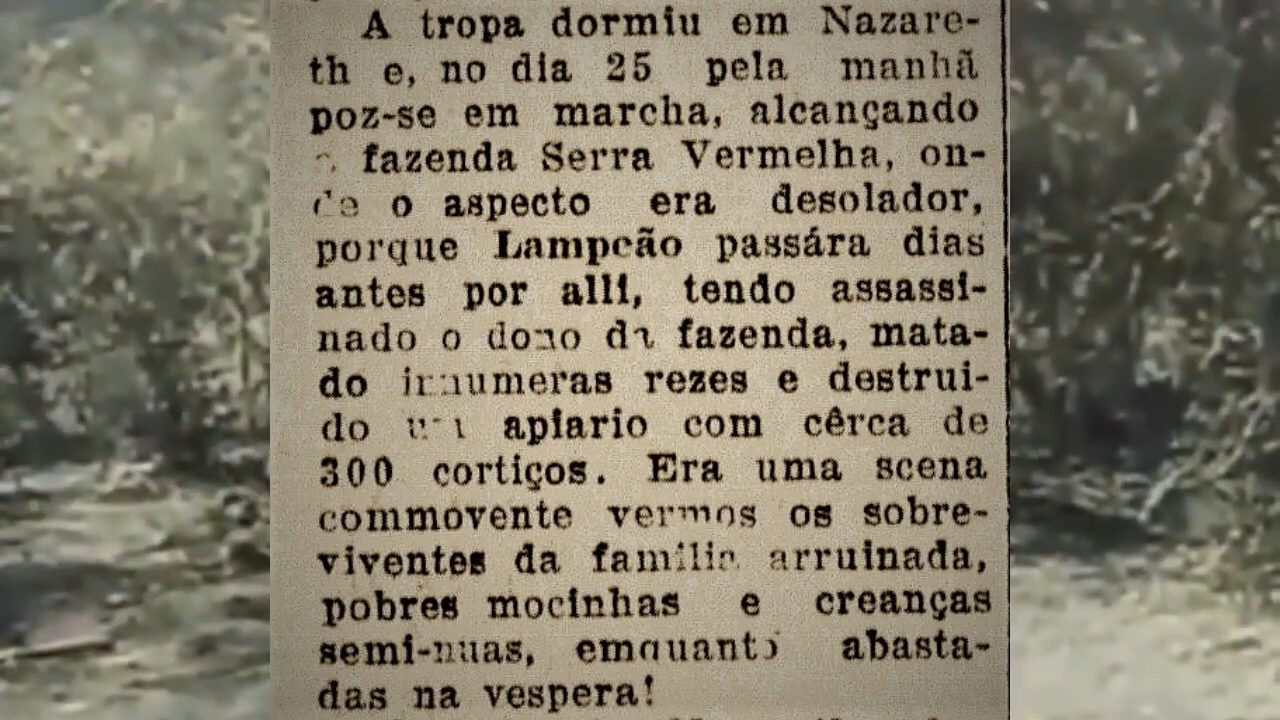 A tropa dormiu em Nazare-
th e, no dia 25 pela manhã
poz-se em marcha, alcançando
fazenda Serra Vermelha, on-
de o aspecto era desolador,
porque Lampeão passára dias
antes por alli, tendo assassi-
nado o dono da fazenda, mata-
do innumeras rezes e destrui-
do apiario com cêrca de
300 cortiços. Era uma scena
commovente vermos os sobre-
viventes da familia arruinada,
pobres mocinhas e creanças
semi-nuas, emquanto abasta-
das na vespera!